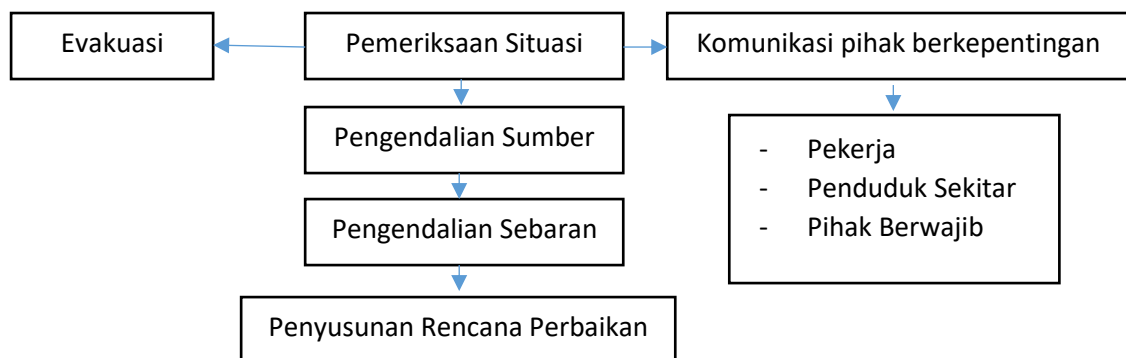 Evakuasi
Pemeriksaan Situasi
Komunikasi pihak berkepentingan
Pengendalian Sumber
- Pekerja
- Penduduk Sekitar
- Pihak Berwajib
Pengendalian Sebaran
Penyusunan Rencana Perbaikan